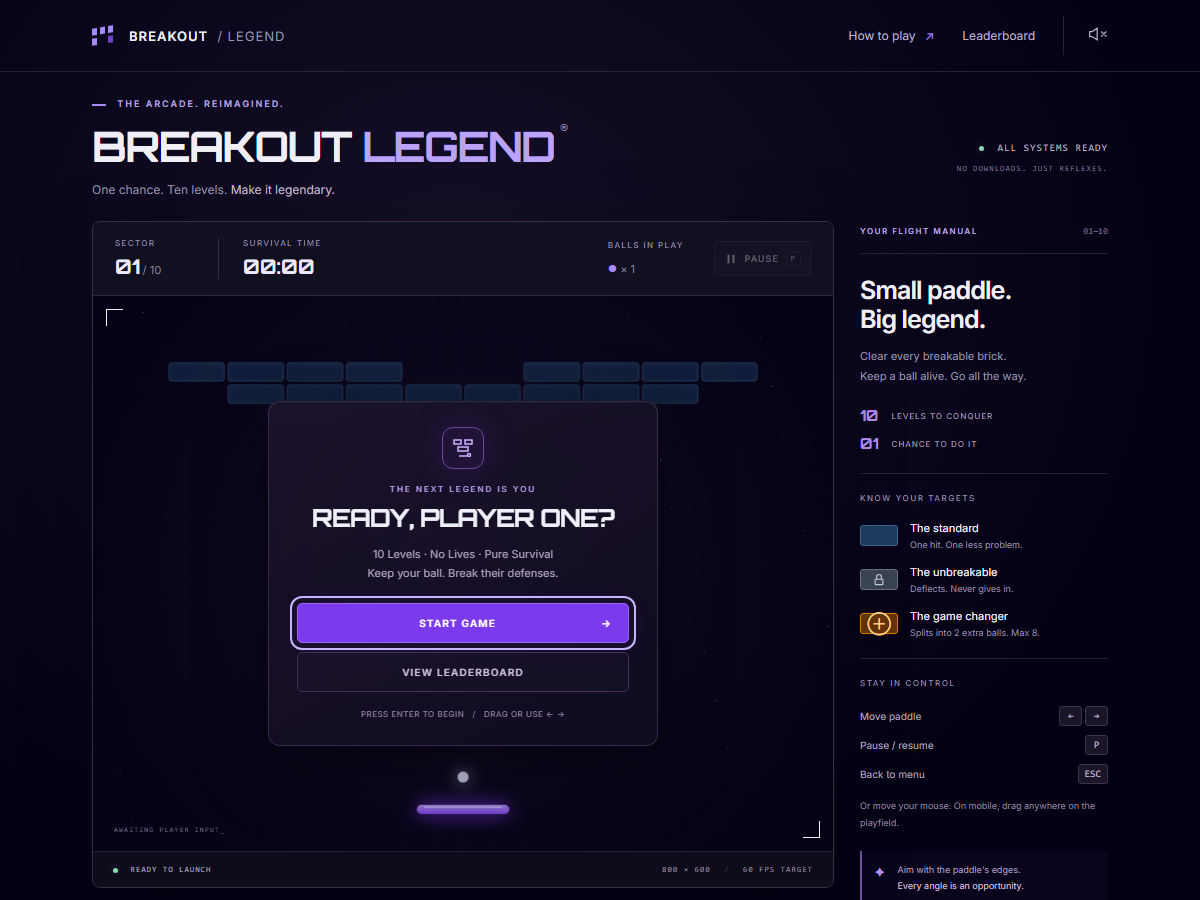 BREAKOUT / LEGEND
How to play ↗
Leaderboard
THE ARCADE. REIMAGINED.
BREAKOUT LEGEND®
One chance. Ten levels. Make it legendary.
ALL SYSTEMS READY
NO DOWNLOADS. JUST REFLEXES.
SECTOR
01 / 10
SURVIVAL TIME
00:00
BALLS IN PLAY
× 1
PAUSE P
THE NEXT LEGEND IS YOU
READY, PLAYER ONE?
10 Levels · No Lives · Pure Survival
Keep your ball. Break their defenses.
START GAME →
VIEW LEADERBOARD
PRESS ENTER TO BEGIN / DRAG OR USE ← →
AWAITING PLAYER INPUT_
READY TO LAUNCH
800 × 600 / 60 FPS TARGET
YOUR FLIGHT MANUAL
01—10
Small paddle.
Big legend.
Clear every breakable brick.
Keep a ball alive. Go all the way.
10 LEVELS TO CONQUER
01 CHANCE TO DO IT
KNOW YOUR TARGETS
The standard
One hit. One less problem.
The unbreakable
Deflects. Never gives in.
The game changer
Splits into 2 extra balls. Max 8.
STAY IN CONTROL
Move paddle ← →
Pause / resume P
Back to menu ESC
Or move your mouse. On mobile, drag anywhere on the
playfield.
Aim with the paddle's edges.
Every angle is an opportunity.